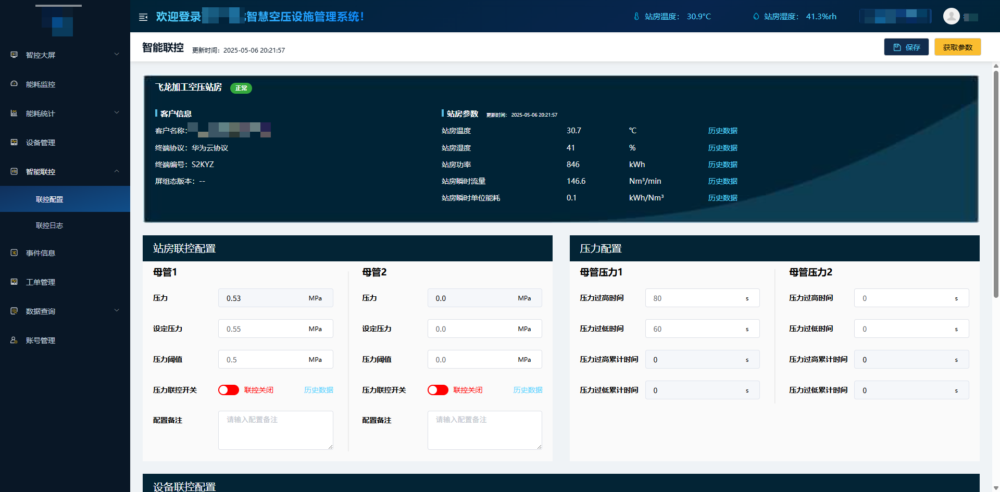 欢迎登录
智慧空压设施管理系统！
站房温度： 30.9°C
站房湿度： 41.3%rh
智控大屏
能耗监控
能耗统计
设备管理
智能联控
联控配置
联控日志
事件信息
工单管理
数据查询
账号管理
智能联控 更新时间：2025-05-06 20:21:57
保存
获取参数
飞龙加工空压站房 正常
客户信息
客户名称：
终端协议：华为云协议
终端编号：S2KYZ
屏组态版本：--
站房参数 更新时间： 2025-05-06 20:21:57
站房温度 30.7 ℃ 历史数据
站房湿度 41 % 历史数据
站房功率 846 kWh 历史数据
站房瞬时流量 146.6 Nm³/min 历史数据
站房瞬时单位能耗 0.1 kWh/Nm³ 历史数据
站房联控配置
母管1
压力 0.53 MPa
设定压力 0.55 MPa
压力阈值 0.5 MPa
压力联控开关 联控关闭 历史数据
配置备注 请输入配置备注
母管2
压力 0.0 MPa
设定压力 0.0 MPa
压力阈值 0.0 MPa
压力联控开关 联控关闭 历史数据
配置备注 请输入配置备注
压力配置
母管压力1
压力过高时间 80 s
压力过低时间 60 s
压力过高累计时间 0 s
压力过低累计时间 0 s
母管压力2
压力过高时间 0 s
压力过低时间 0 s
压力过高累计时间 0 s
压力过低累计时间 0 s
设备联控配置